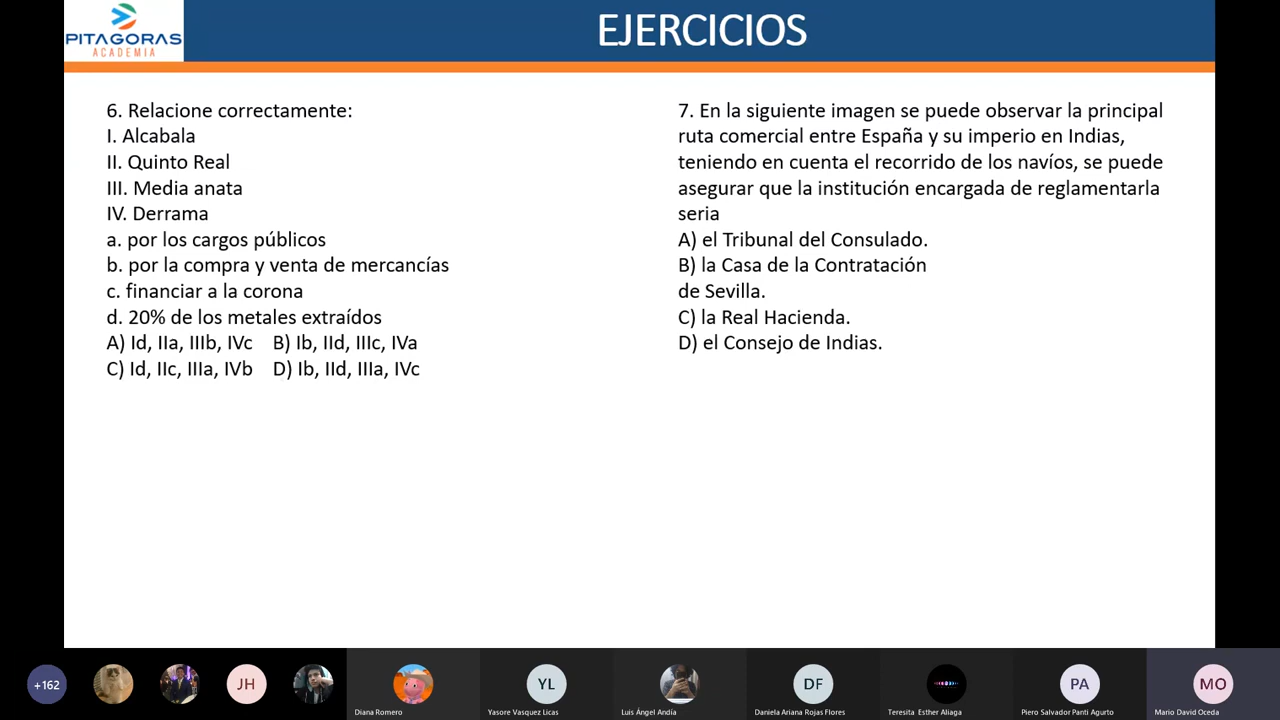 PITAGORAS
ACADEMIA
EJERCICIOS
6. Relacione correctamente:
I. Alcabala
II. Quinto Real
III. Media anata
IV. Derrama
a. por los cargos públicos
b. por la compra y venta de mercancías
c. financiar a la corona
d. 20% de los metales extraídos
A) Id, IIa, IIIb, IVc B) Ib, IId, IIIc, IVa
C) Id, IIc, IIIa, IVb D) Ib, IId, IIIa, IVc
7. En la siguiente imagen se puede observar la principal
ruta comercial entre España y su imperio en Indias,
teniendo en cuenta el recorrido de los navíos, se puede
asegurar que la institución encargada de reglamentarla
seria
A) el Tribunal del Consulado.
B) la Casa de la Contratación
de Sevilla.
C) la Real Hacienda.
D) el Consejo de Indias.
+162
JH
Diana Romero
YL
Yasore Vasquez Licas
Luis Ángel Andía
DF
Daniela Ariana Rojas Flores
Teresita Esther Aliaga
PA
Piero Salvador Panti Agurto
MO
Mario David Oceda